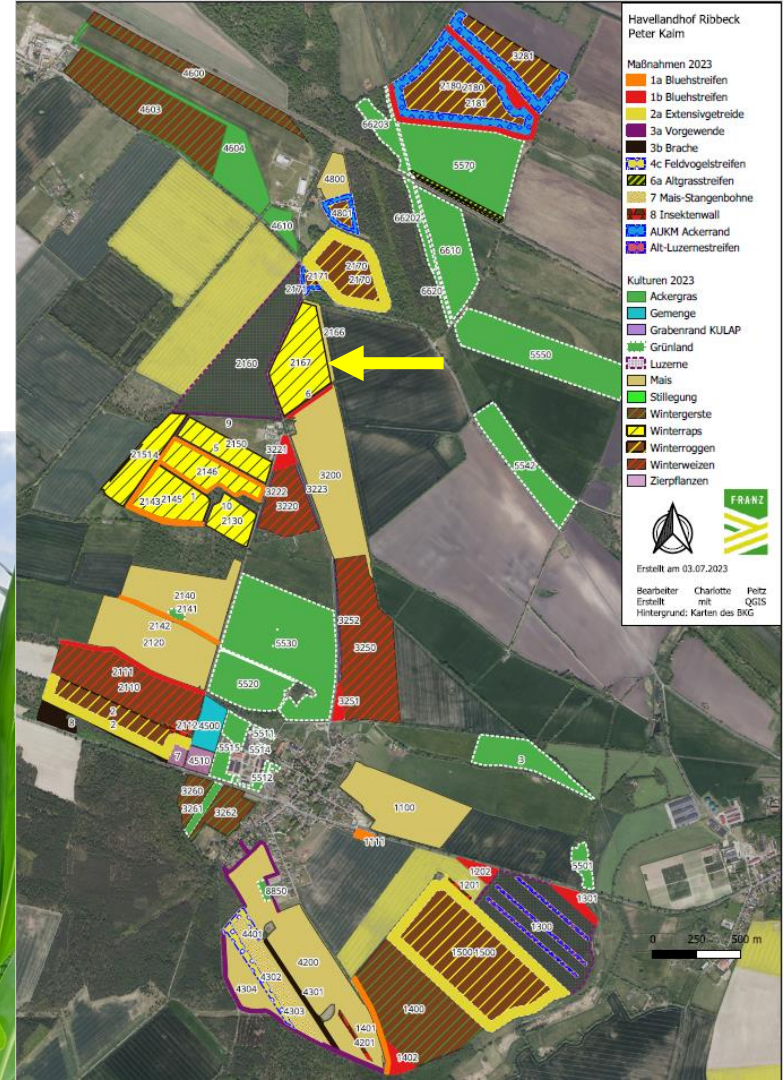 Havellandhof Ribbeck
Peter Kaim
Maßnahmen 2023
1a Bluehstreifen
1b Bluehstreifen
2a Extensivgetreide
3a Vorgewende
3b Brache
4c Feldvogelstreifen
6a Altgrasstreifen
7 Mais-Stangenbohne
8 Insektenwall
AUKM Ackerrand
Alt-Luzernestreifen
Kulturen 2023
Ackergras
Gemenge
Grabenrand KULAP
Grünland
Luzerne
Mais
Stillegung
Wintergerste
Winterraps
Winterroggen
Winterweizen
Zierpflanzen
FRANZ
Erstellt am 03.07.2023
Bearbeiter Charlotte Peitz
Erstellt mit QGIS
Hintergrund: Karten des BKG
4600
3281
2180 2180
2181
4603
66203
4604
5570
4800
4801
66202
4610
6610
2170
2171
2170
2171
6620
2166
2160
2167
5550
6
9
3221
5 2150
21514
5542
2146
3200
3222
3223
2143 2145 1
10
3220
2130
2140
2141
2142
3252
5530
2120
3250
2111
5520
2110
3251
2
2
2112 4500
8
5511
5515
5514
7
4510
3
5512
3260
3261
3262
1100
1111
1202
5501
1201
8850
1301
1300
4401
1500 1500
4200
4302
4304
4301
4303
1400
1401
4201
1402
0 250 500 m